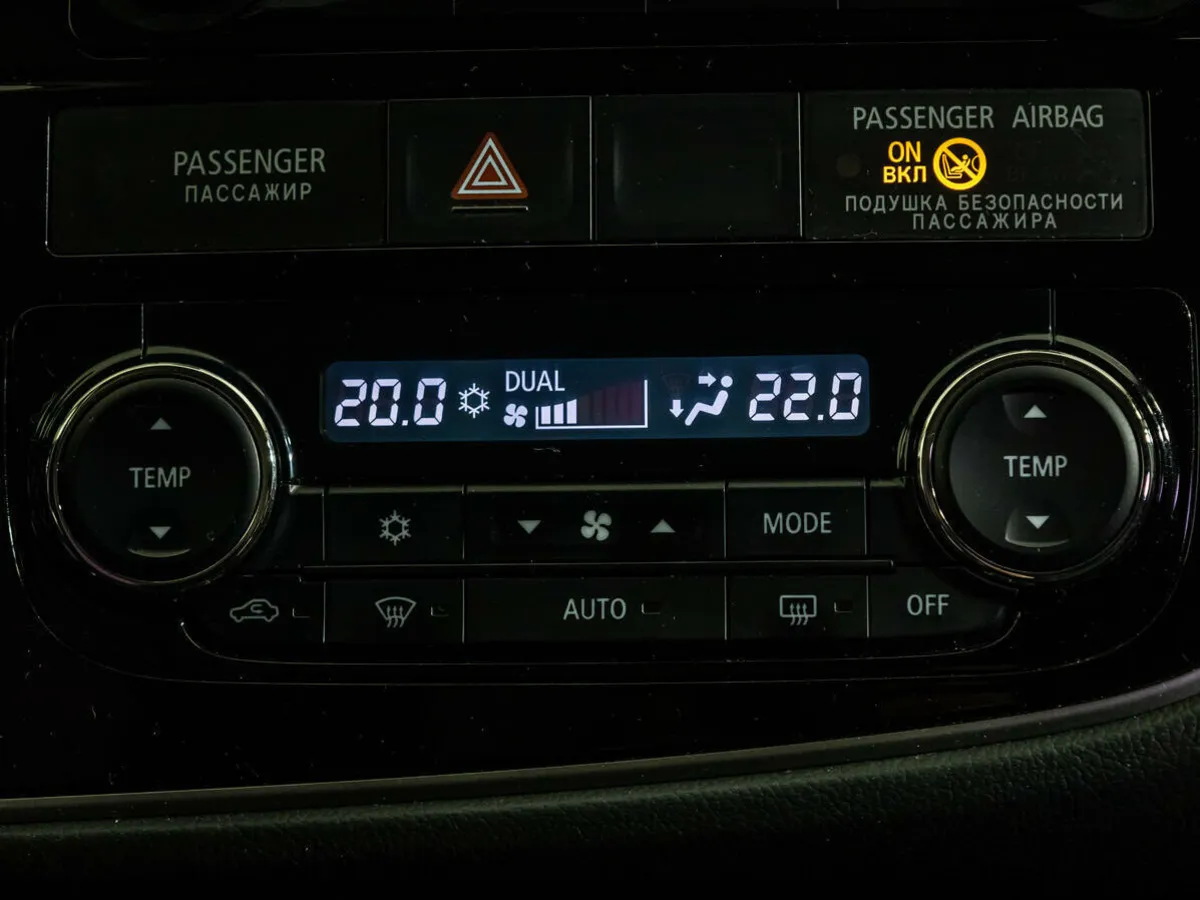 PASSENGER
ПАССАЖИР
PASSENGER AIRBAG
ON
ВКЛ
ПОДУШКА БЕЗОПАСНОСТИ
ПАССАЖИРА
20.0
DUAL
22.0
TEMP
TEMP
MODE
AUTO
OFF